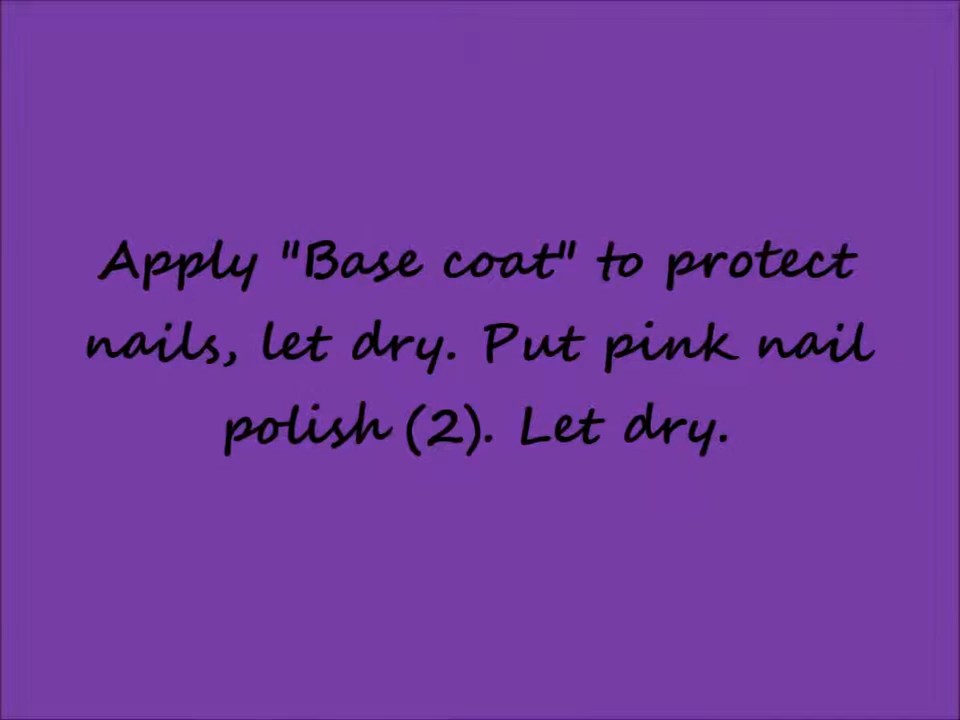 Apply "Base coat" to protect
nails, let dry. Put pink nail
polish (2). Let dry.